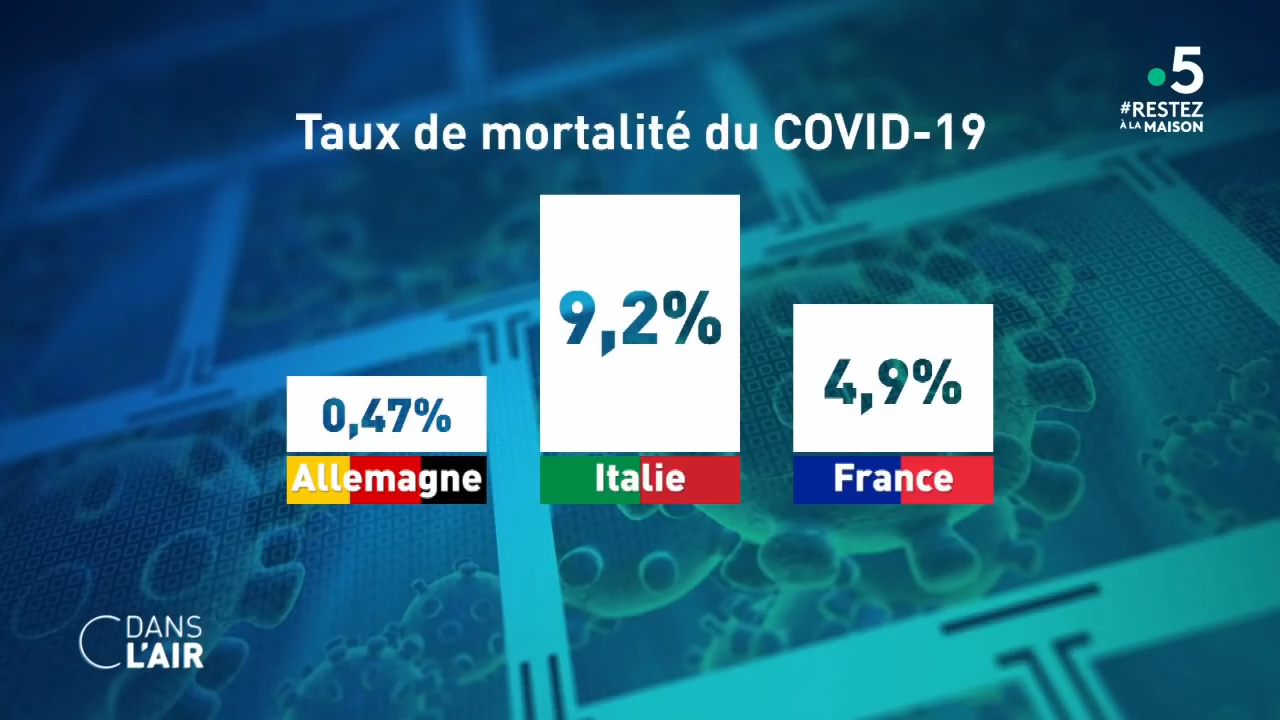 5
#RESTEZ
À LA MAISON
Taux de mortalité du COVID-19
9,2%
4,9%
0,47%
Allemagne
Italie
France
C DANS
L'AIR